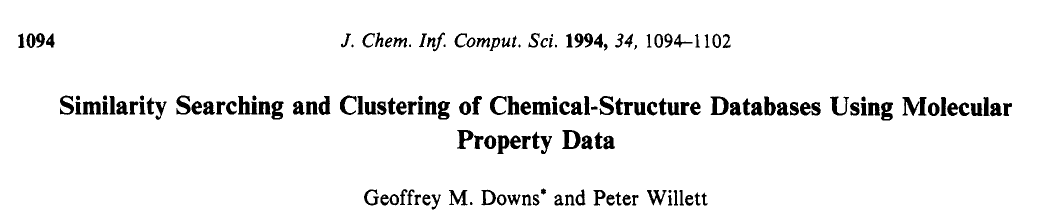 1094
J. Chem. Inf. Comput. Sci. 1994, 34, 1094–1102
Similarity Searching and Clustering of Chemical-Structure Databases Using Molecular
Property Data
Geoffrey M. Downs* and Peter Willett